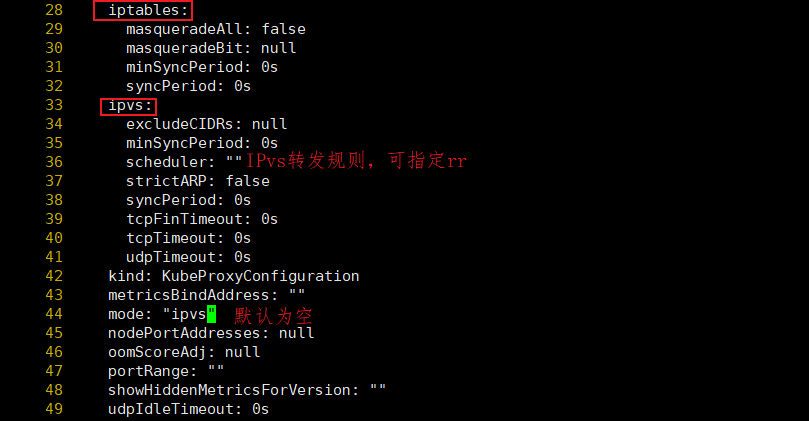 28 iptables:
29 masqueradeAll: false
30 masqueradeBit: null
31 minSyncPeriod: 0s
32 syncPeriod: 0s
33 ipvs:
34 excludeCIDRs: null
35 minSyncPeriod: 0s
36 scheduler: "" IPvs转发规则，可指定rr
37 strictARP: false
38 syncPeriod: 0s
39 tcpFinTimeout: 0s
40 tcpTimeout: 0s
41 udpTimeout: 0s
42 kind: KubeProxyConfiguration
43 metricsBindAddress: ""
44 mode: "ipvs" 默认为空
45 nodePortAddresses: null
46 oomScoreAdj: null
47 portRange: ""
48 showHiddenMetricsForVersion: ""
49 udpIdleTimeout: 0s